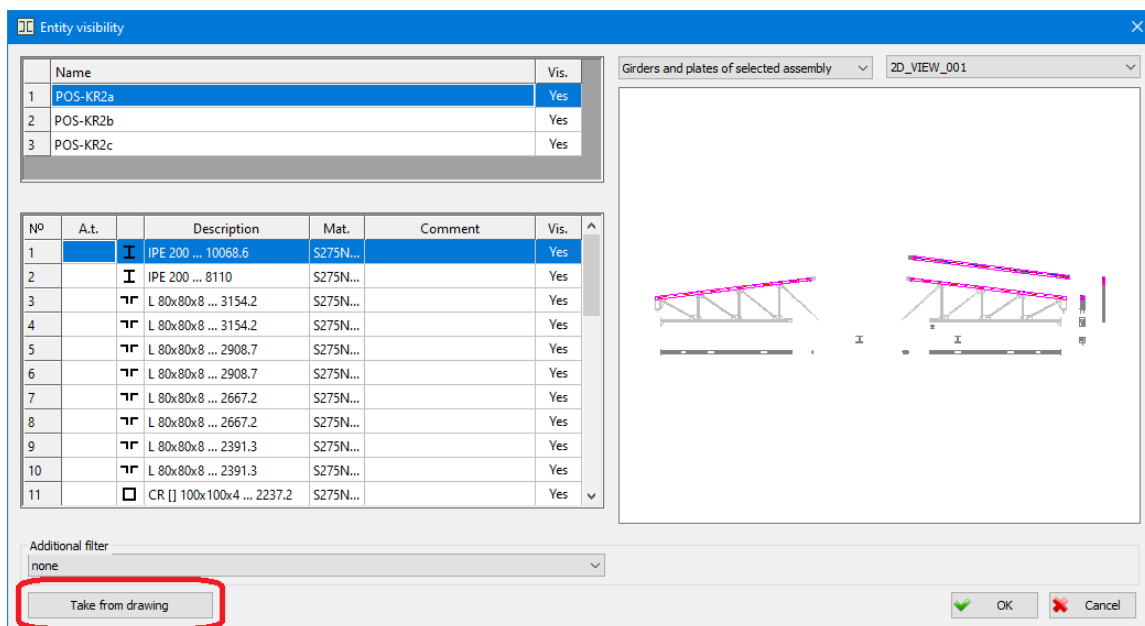 Entity visibility
Name Vis.
1 POS-KR2a Yes
2 POS-KR2b Yes
3 POS-KR2c Yes
Girders and plates of selected assembly 2D_VIEW_001
Nº A.t. Description Mat. Comment Vis.
1 IPE 200 ... 10068.6 S275N... Yes
2 IPE 200 ... 8110 S275N... Yes
3 L 80x80x8 ... 3154.2 S275N... Yes
4 L 80x80x8 ... 3154.2 S275N... Yes
5 L 80x80x8 ... 2908.7 S275N... Yes
6 L 80x80x8 ... 2908.7 S275N... Yes
7 L 80x80x8 ... 2667.2 S275N... Yes
8 L 80x80x8 ... 2667.2 S275N... Yes
9 L 80x80x8 ... 2391.3 S275N... Yes
10 L 80x80x8 ... 2391.3 S275N... Yes
11 CR [] 100x100x4 ... 2237.2 S275N... Yes
Additional filter
none
Take from drawing
OK Cancel